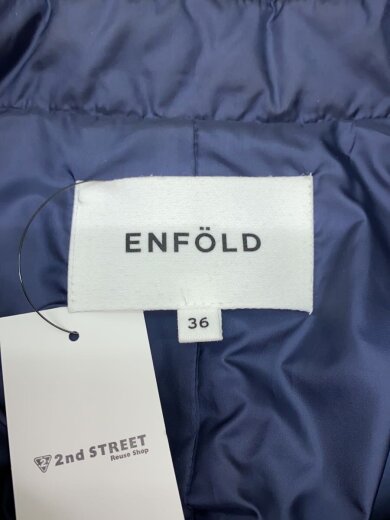 ENFÖLD
36
2nd STREET
Reuse Shop